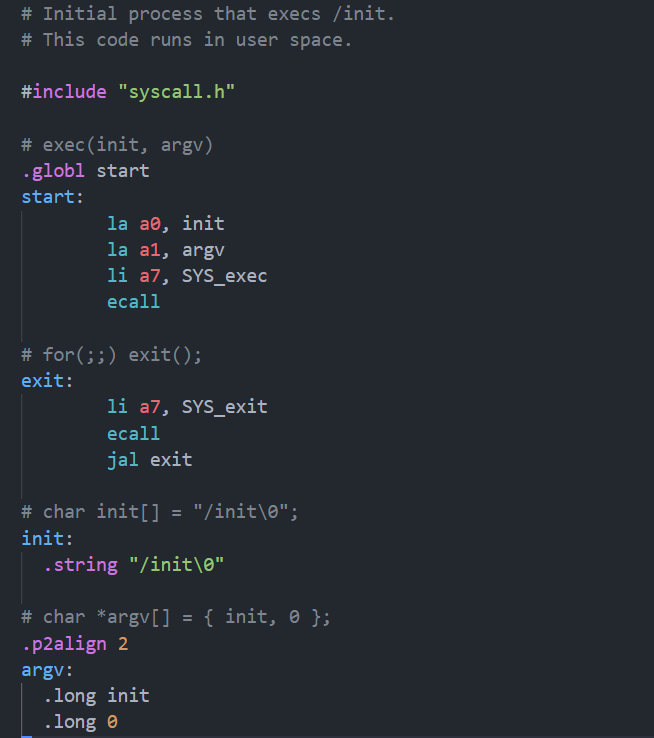 # Initial process that execs /init.
# This code runs in user space.
#include "syscall.h"
# exec(init, argv)
.globl start
start:
la a0, init
la a1, argv
li a7, SYS_exec
ecall
# for(;;) exit();
exit:
li a7, SYS_exit
ecall
jal exit
# char init[] = "/init\0";
init:
.string "/init\0"
# char *argv[] = { init, 0 };
.p2align 2
argv:
.long init
.long 0